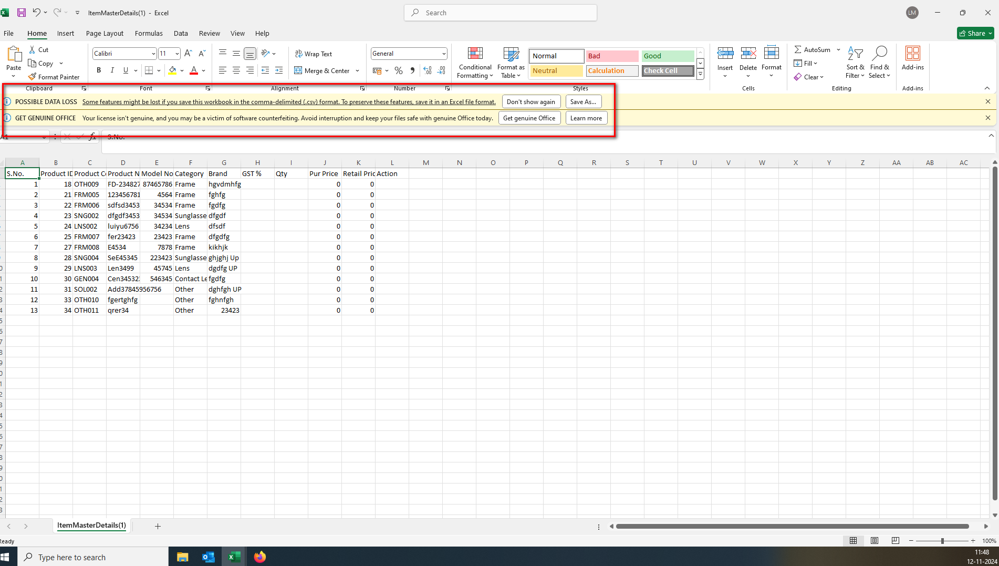 ItemMasterDetails(1) - Excel
Search
LM
File Home Insert Page Layout Formulas Data Review View Help
Share
Paste
Cut
Copy
Format Painter
Clipboard
Calibri 11
B I U
Font
Wrap Text
Merge & Center
Alignment
General
Number
Conditional Formatting
Format as Table
Normal Bad Good
Neutral Calculation Check Cell
Styles
Insert Delete Format
Cells
AutoSum
Fill
Clear
Sort & Filter
Find & Select
Editing
Add-ins
Add-ins
POSSIBLE DATA LOSS Some features might be lost if you save this workbook in the comma-delimited (.csv) format. To preserve these features, save it in an Excel file format. Don't show again Save As...
GET GENUINE OFFICE Your license isn't genuine, and you may be a victim of software counterfeiting. Avoid interruption and keep your files safe with genuine Office today. Get genuine Office Learn more
A1 fx S.No.
A B C D E F G H I J K L M N O P Q R S T U V W X Y Z AA AB AC
S.No. Product ID Product C Product N Model No Category Brand GST % Qty Pur Price Retail Pric Action
1 18 OTH009 FD-234827 87465786 Frame hgvdmhfg 0 0
2 21 FRM005 123456781 4564 Frame fghfg 0 0
3 22 FRM006 sdfsd3453 34534 Frame fgdfg 0 0
4 23 SNG002 dfgdf3453 34534 Sunglasse dfgdf 0 0
5 24 LNS002 luiyu6756 34234 Lens dfsdf 0 0
6 25 FRM007 fer23423 23423 Frame dfgdfg 0 0
7 27 FRM008 E4534 7878 Frame kikhjk 0 0
8 28 SNG004 SeE45345 223423 Sunglasse ghjghj Up 0 0
9 29 LNS003 Len3499 45745 Lens dgdfg UP 0 0
10 30 GEN004 Cen34532 546345 Contact Le fgdfg 0 0
11 31 SOL002 Add37845956756 Other dghfgh UP 0 0
12 33 OTH010 fgertghfg Other fghnfgh 0 0
13 34 OTH011 qrer34 Other 23423 0 0
ItemMasterDetails(1)
100%
Type here to search
11:48
12-11-2024